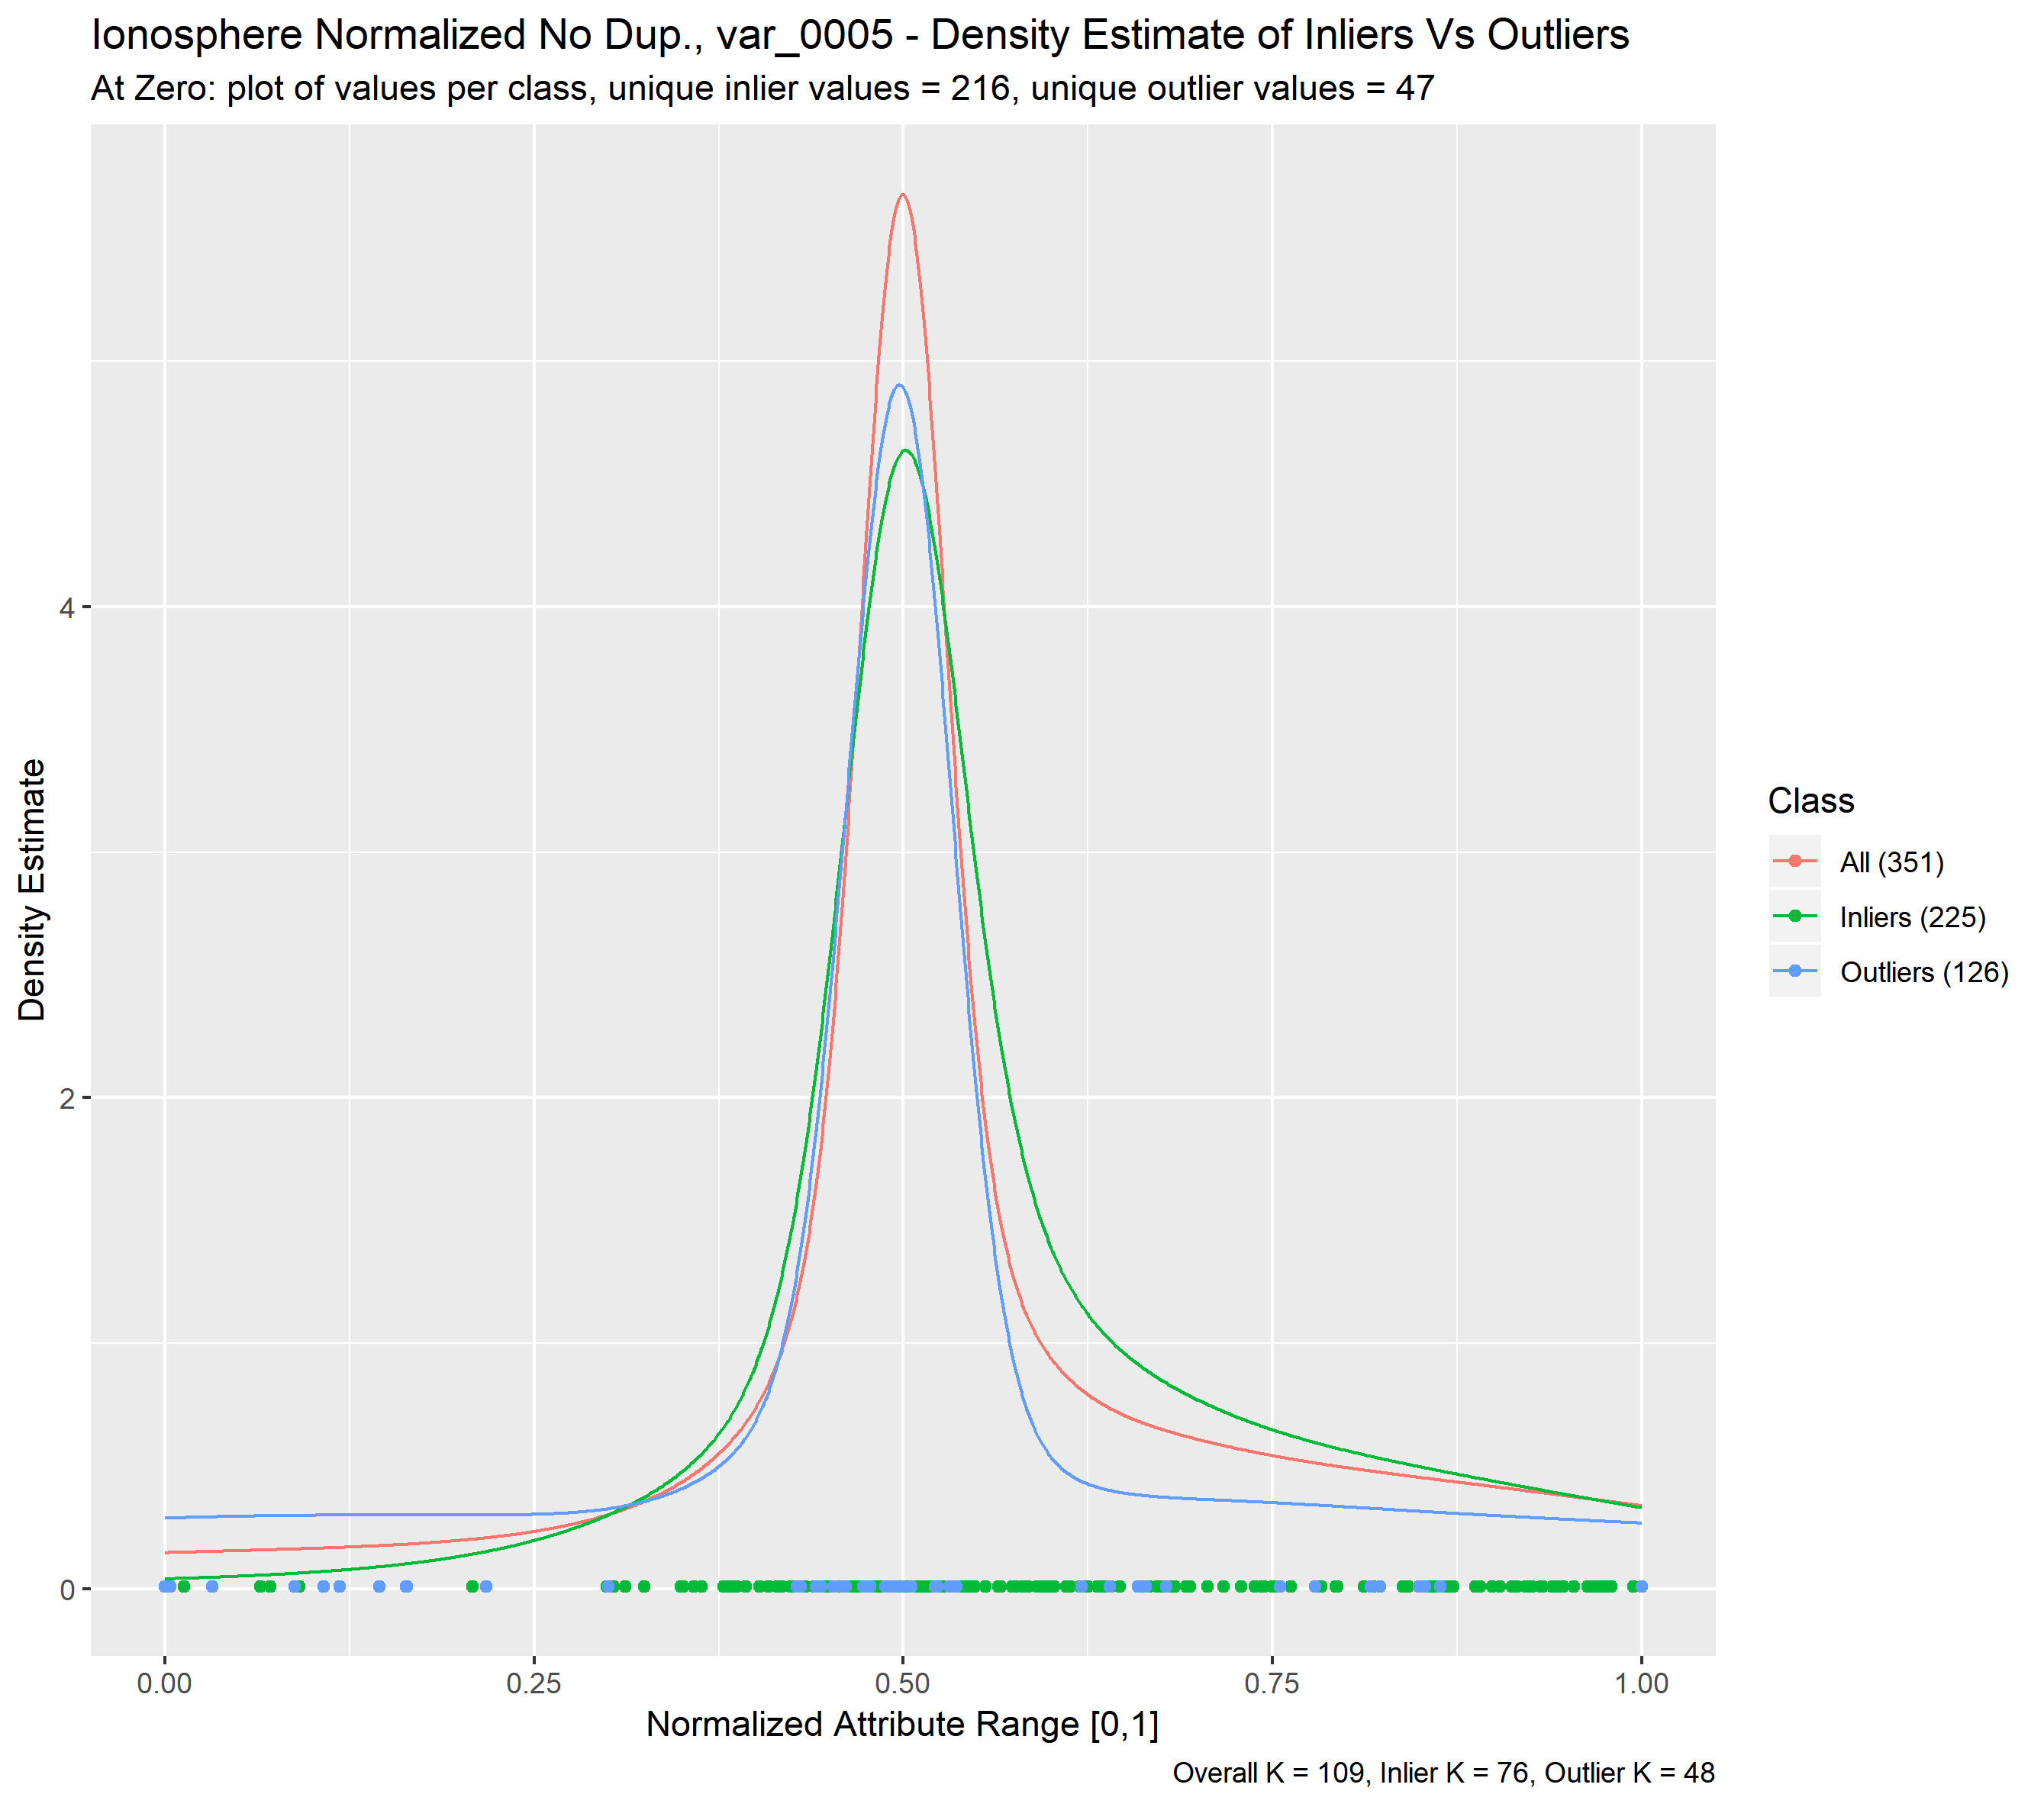 Ionosphere Normalized No Dup., var_0005 - Density Estimate of Inliers Vs Outliers
At Zero: plot of values per class, unique inlier values = 216, unique outlier values = 47
Density Estimate
4
2
0
0.00 0.25 0.50 0.75 1.00
Normalized Attribute Range [0,1]
Class
All (351)
Inliers (225)
Outliers (126)
Overall K = 109, Inlier K = 76, Outlier K = 48